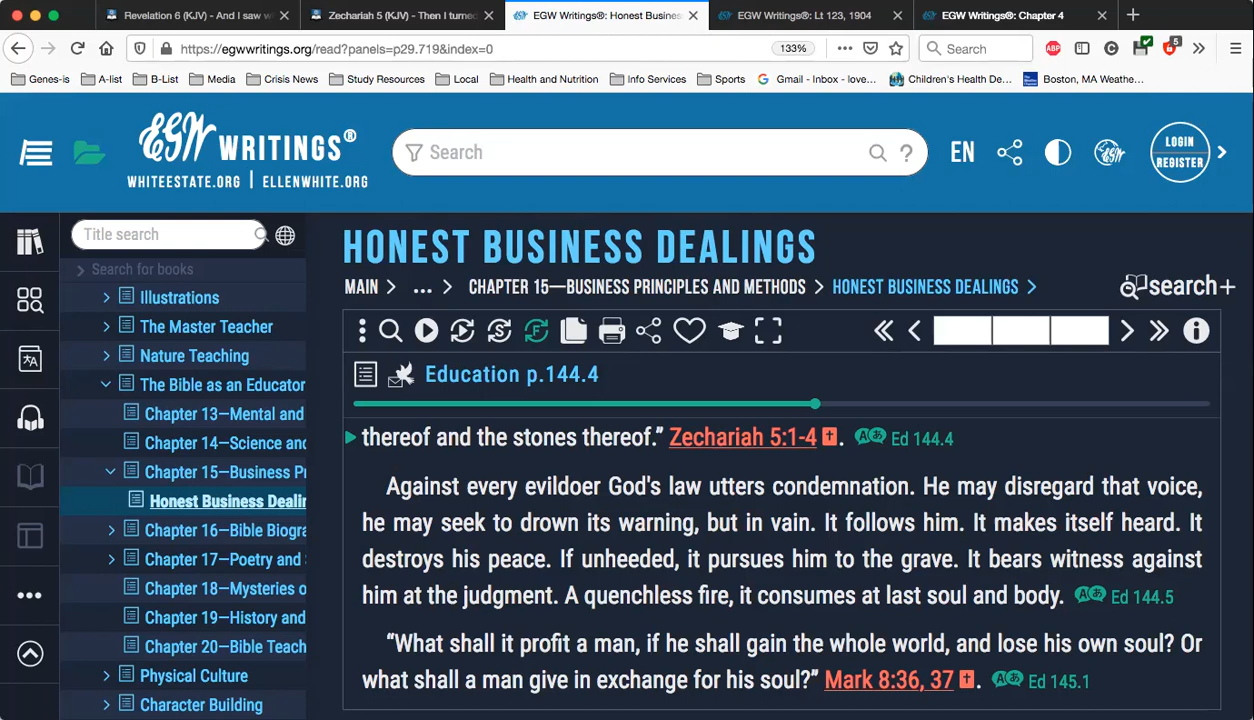 Revelation 6 (KJV) - And I saw w
Zechariah 5 (KJV) - Then I turned
EGW Writings®: Honest Busines
EGW Writings®: Lt 123, 1904
EGW Writings®: Chapter 4
https://egwwritings.org/read?panels=p29.719&index=0
133%
Search
Genes-is
A-list
B-List
Media
Crisis News
Study Resources
Local
Health and Nutrition
Info Services
Sports
Gmail - Inbox - love...
Children's Health De...
Boston, MA Weathe...
EGW WRITINGS®
WHITEESTATE.ORG | ELLENWHITE.ORG
Search
EN
LOGIN
REGISTER
Title search
Search for books
Illustrations
The Master Teacher
Nature Teaching
The Bible as an Educator
Chapter 13—Mental and
Chapter 14—Science and
Chapter 15—Business Pr
Honest Business Dealin
Chapter 16—Bible Biogra
Chapter 17—Poetry and
Chapter 18—Mysteries o
Chapter 19—History and
Chapter 20—Bible Teach
Physical Culture
Character Building
HONEST BUSINESS DEALINGS
MAIN > ... > CHAPTER 15—BUSINESS PRINCIPLES AND METHODS > HONEST BUSINESS DEALINGS >
search+
Education p.144.4
thereof and the stones thereof.” Zechariah 5:1-4 . Ed 144.4
Against every evildoer God's law utters condemnation. He may disregard that voice,
he may seek to drown its warning, but in vain. It follows him. It makes itself heard. It
destroys his peace. If unheeded, it pursues him to the grave. It bears witness against
him at the judgment. A quenchless fire, it consumes at last soul and body. Ed 144.5
“What shall it profit a man, if he shall gain the whole world, and lose his own soul? Or
what shall a man give in exchange for his soul?” Mark 8:36, 37 . Ed 145.1